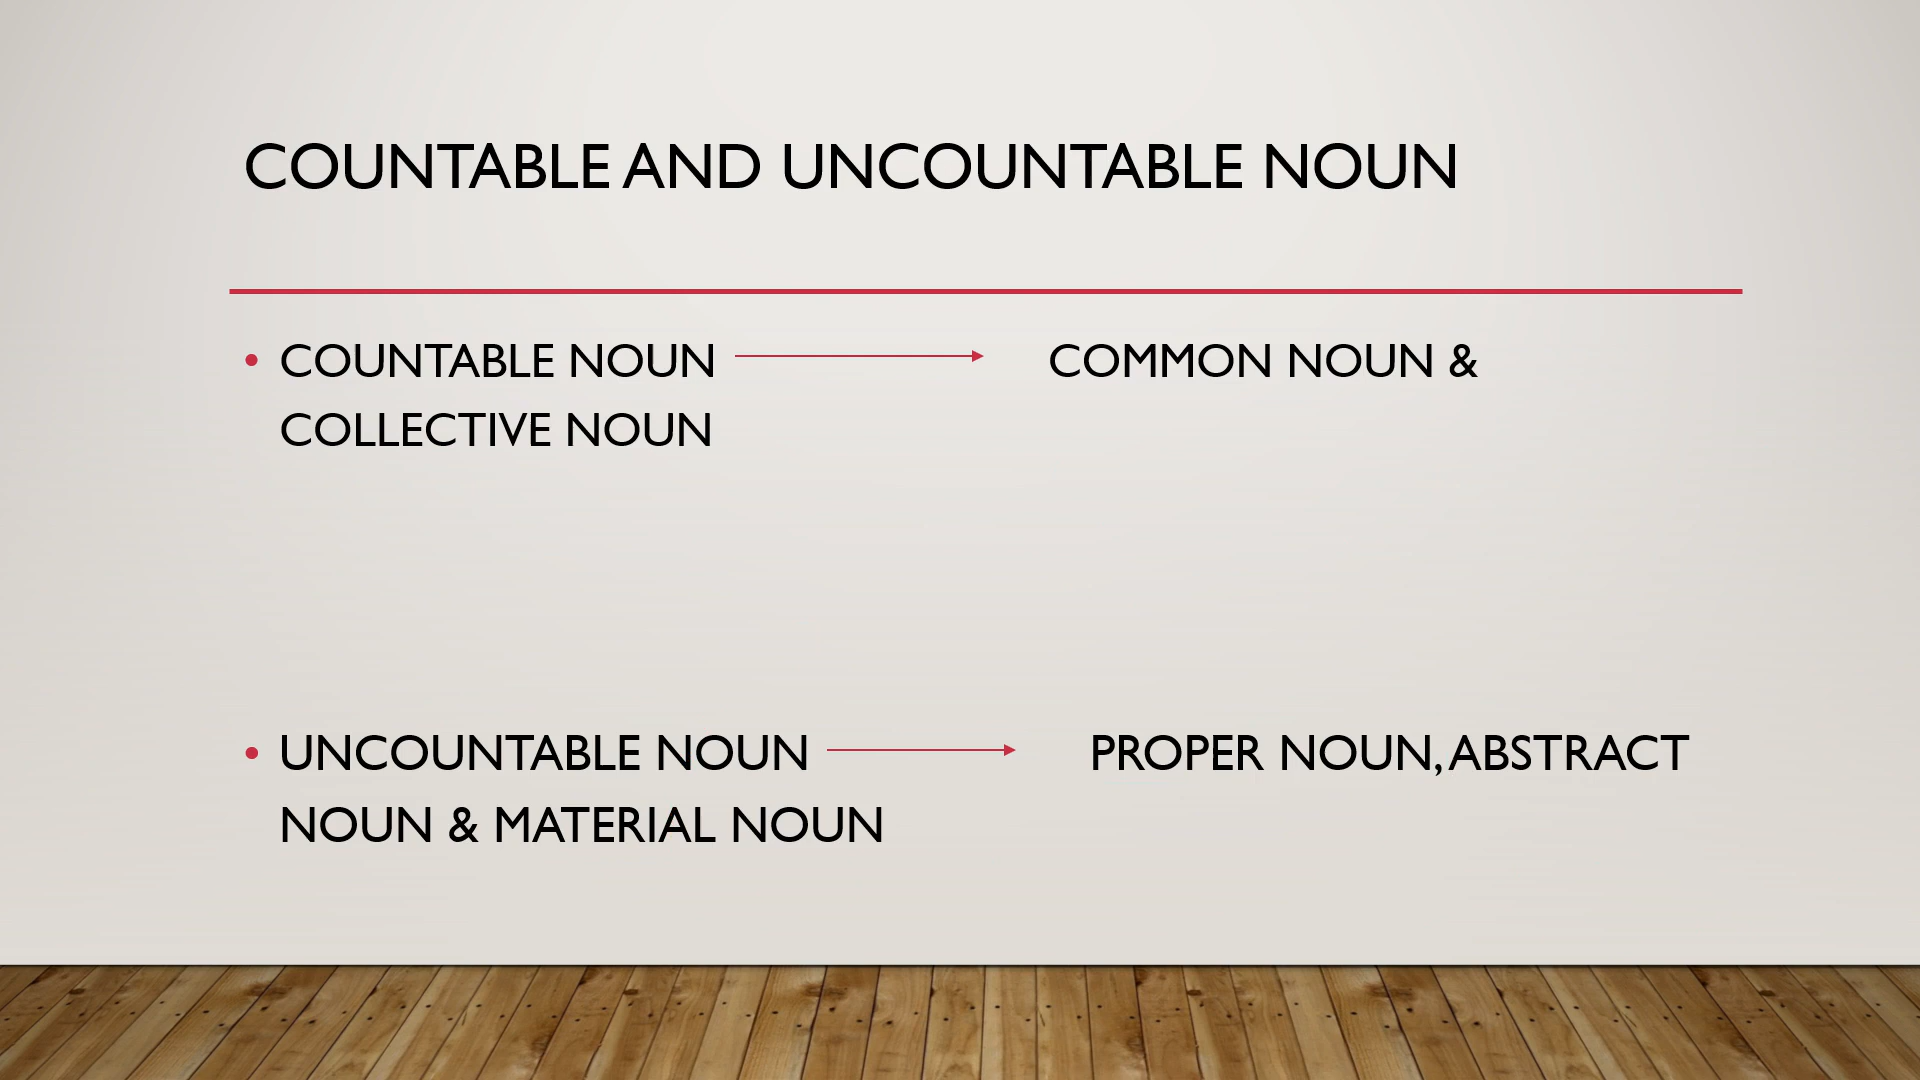 COUNTABLE AND UNCOUNTABLE NOUN
• COUNTABLE NOUN COMMON NOUN &
COLLECTIVE NOUN
• UNCOUNTABLE NOUN PROPER NOUN, ABSTRACT
NOUN & MATERIAL NOUN